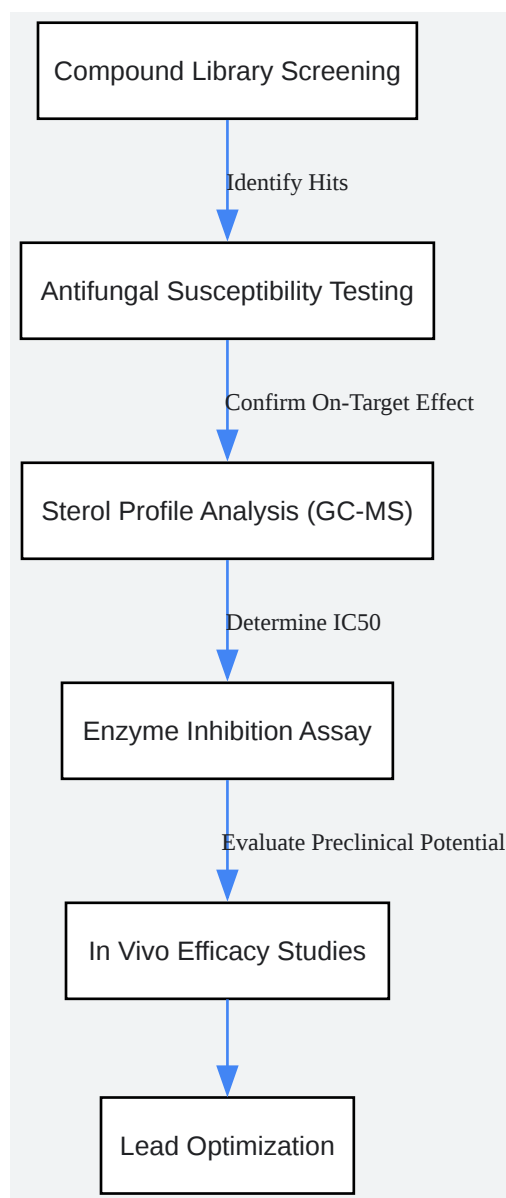 Compound Library Screening
Identify Hits
Antifungal Susceptibility Testing
Confirm On-Target Effect
Sterol Profile Analysis (GC-MS)
Determine IC50
Enzyme Inhibition Assay
Evaluate Preclinical Potential
In Vivo Efficacy Studies
Lead Optimization